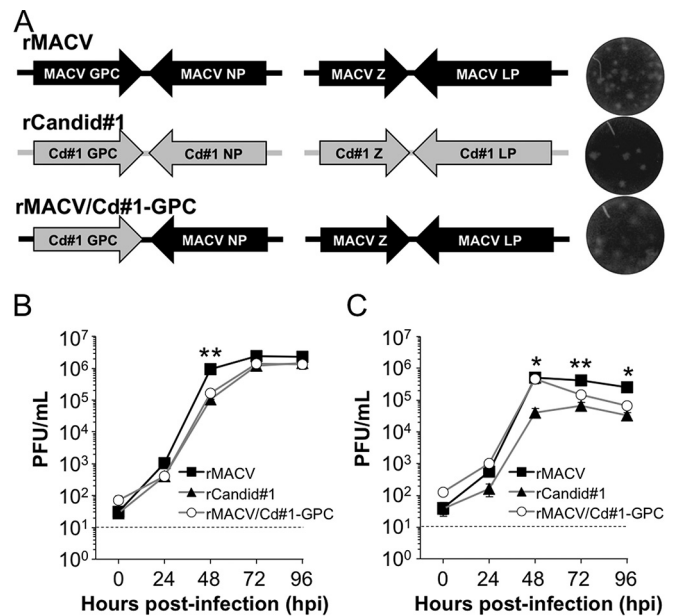 A
rMACV
MACV GPC MACV NP MACV Z MACV LP
rCandid#1
Cd#1 GPC Cd#1 NP Cd#1 Z Cd#1 LP
rMACV/Cd#1-GPC
Cd#1 GPC MACV NP MACV Z MACV LP
B
10⁷
10⁶
10⁵
10⁴
10³
10²
10¹
10⁰
PFU/mL
**
rMACV
rCandid#1
rMACV/Cd#1-GPC
0 24 48 72 96
Hours post-infection (hpi)
C
10⁷
10⁶
10⁵
10⁴
10³
10²
10¹
10⁰
PFU/mL
* ** *
rMACV
rCandid#1
rMACV/Cd#1-GPC
0 24 48 72 96
Hours post-infection (hpi)